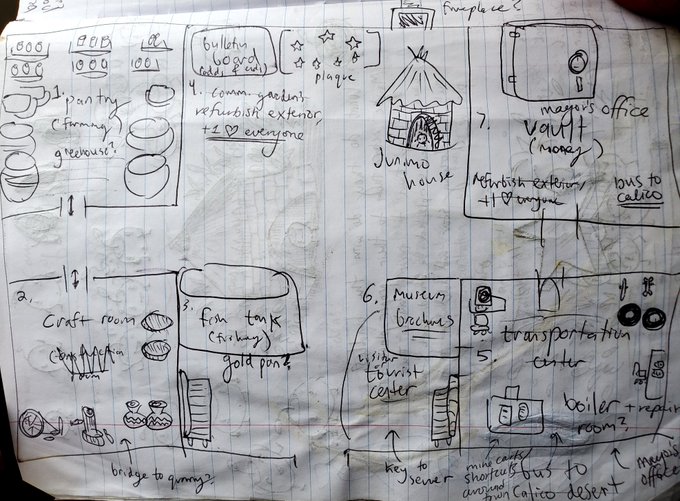 fireplace?
1. pantry
(farming)
greenhouse?
bulletin
board
(odds & ends)
plaque
4. comm. gardens
refurbish exterior,
+1 ♡ everyone
Junimo
house
7.
mayor's office
vault
(money)
refurbish exterior,
+1 ♡ everyone
bus to
calico
2.
craft room
room
bridge to quarry?
3.
fish tank
(fishing)
gold pan?
6.
museum
brochures
visitor
tourist
center
key to
sewer
5.
transportation
center
boiler + repair
room?
mine carts
shortcuts
around
town
bus to
Calico desert
mayor's
office